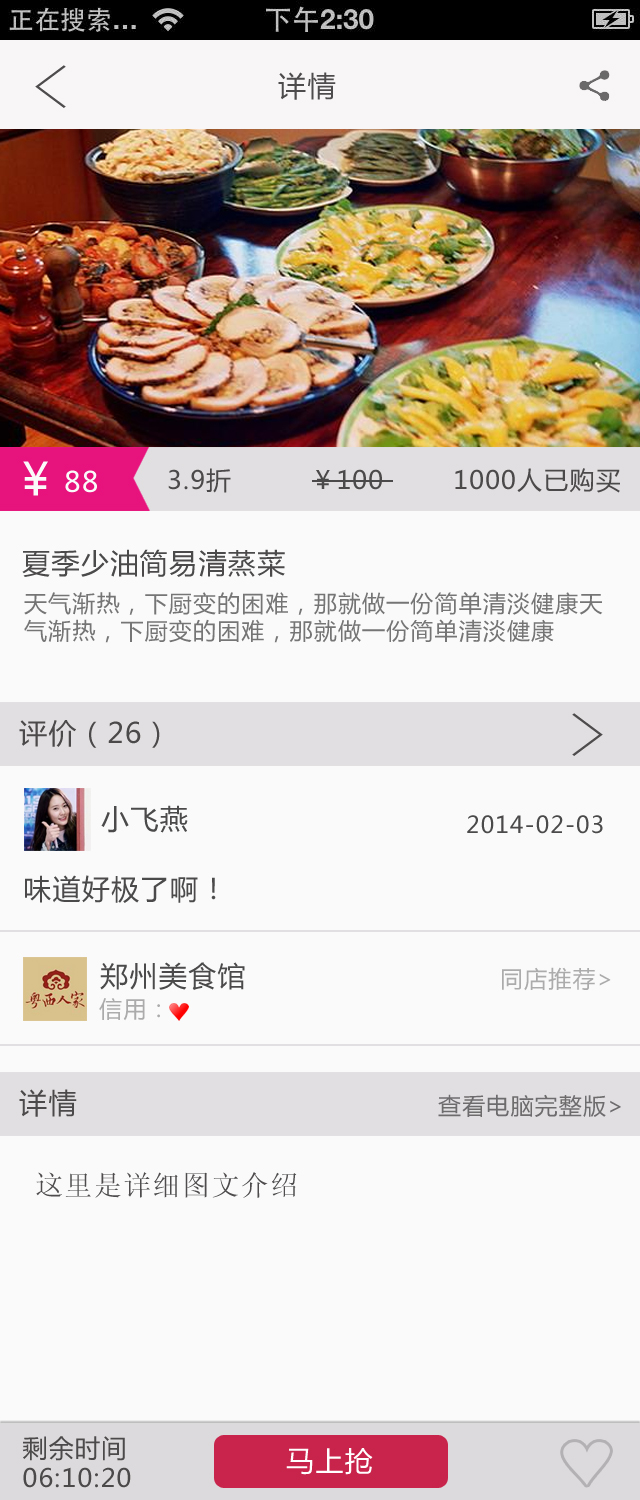 正在搜索... 下午2:30
详情
¥ 88 3.9折 ¥100 1000人已购买
夏季少油简易清蒸菜
天气渐热，下厨变的困难，那就做一份简单清淡健康天
气渐热，下厨变的困难，那就做一份简单清淡健康
评价（26）
小飞燕 2014-02-03
味道好极了啊！
粤西人家
郑州美食馆 同店推荐>
信用：
详情 查看电脑完整版>
这里是详细图文介绍
剩余时间
06:10:20
马上抢